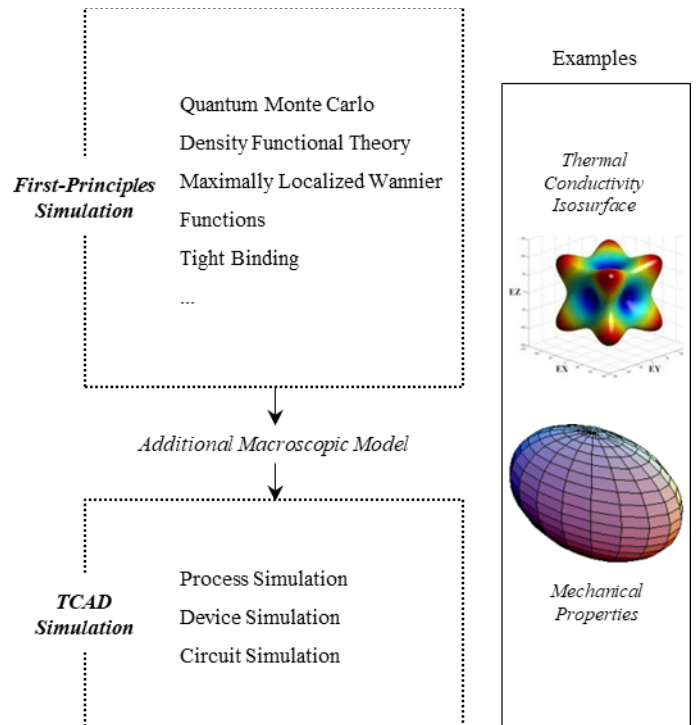 Quantum Monte Carlo
Density Functional Theory
Maximally Localized Wannier
Functions
Tight Binding
...
First-Principles
Simulation
Additional Macroscopic Model
Process Simulation
Device Simulation
Circuit Simulation
TCAD
Simulation
Examples
Thermal
Conductivity
Isosurface
EZ
EX
EY
Mechanical
Properties